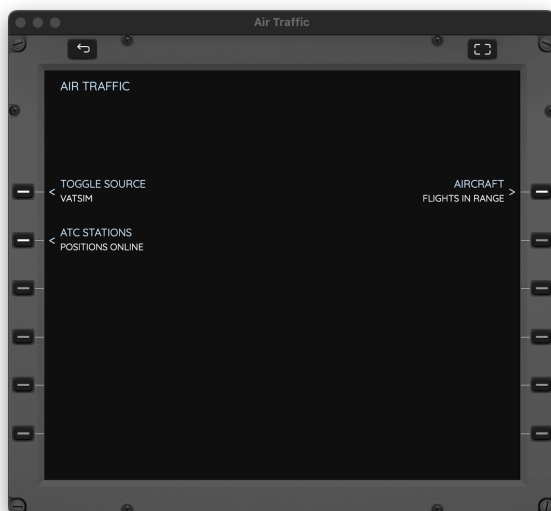 Air Traffic
AIR TRAFFIC
< TOGGLE SOURCE
VATSIM
AIRCRAFT >
FLIGHTS IN RANGE
< ATC STATIONS
POSITIONS ONLINE